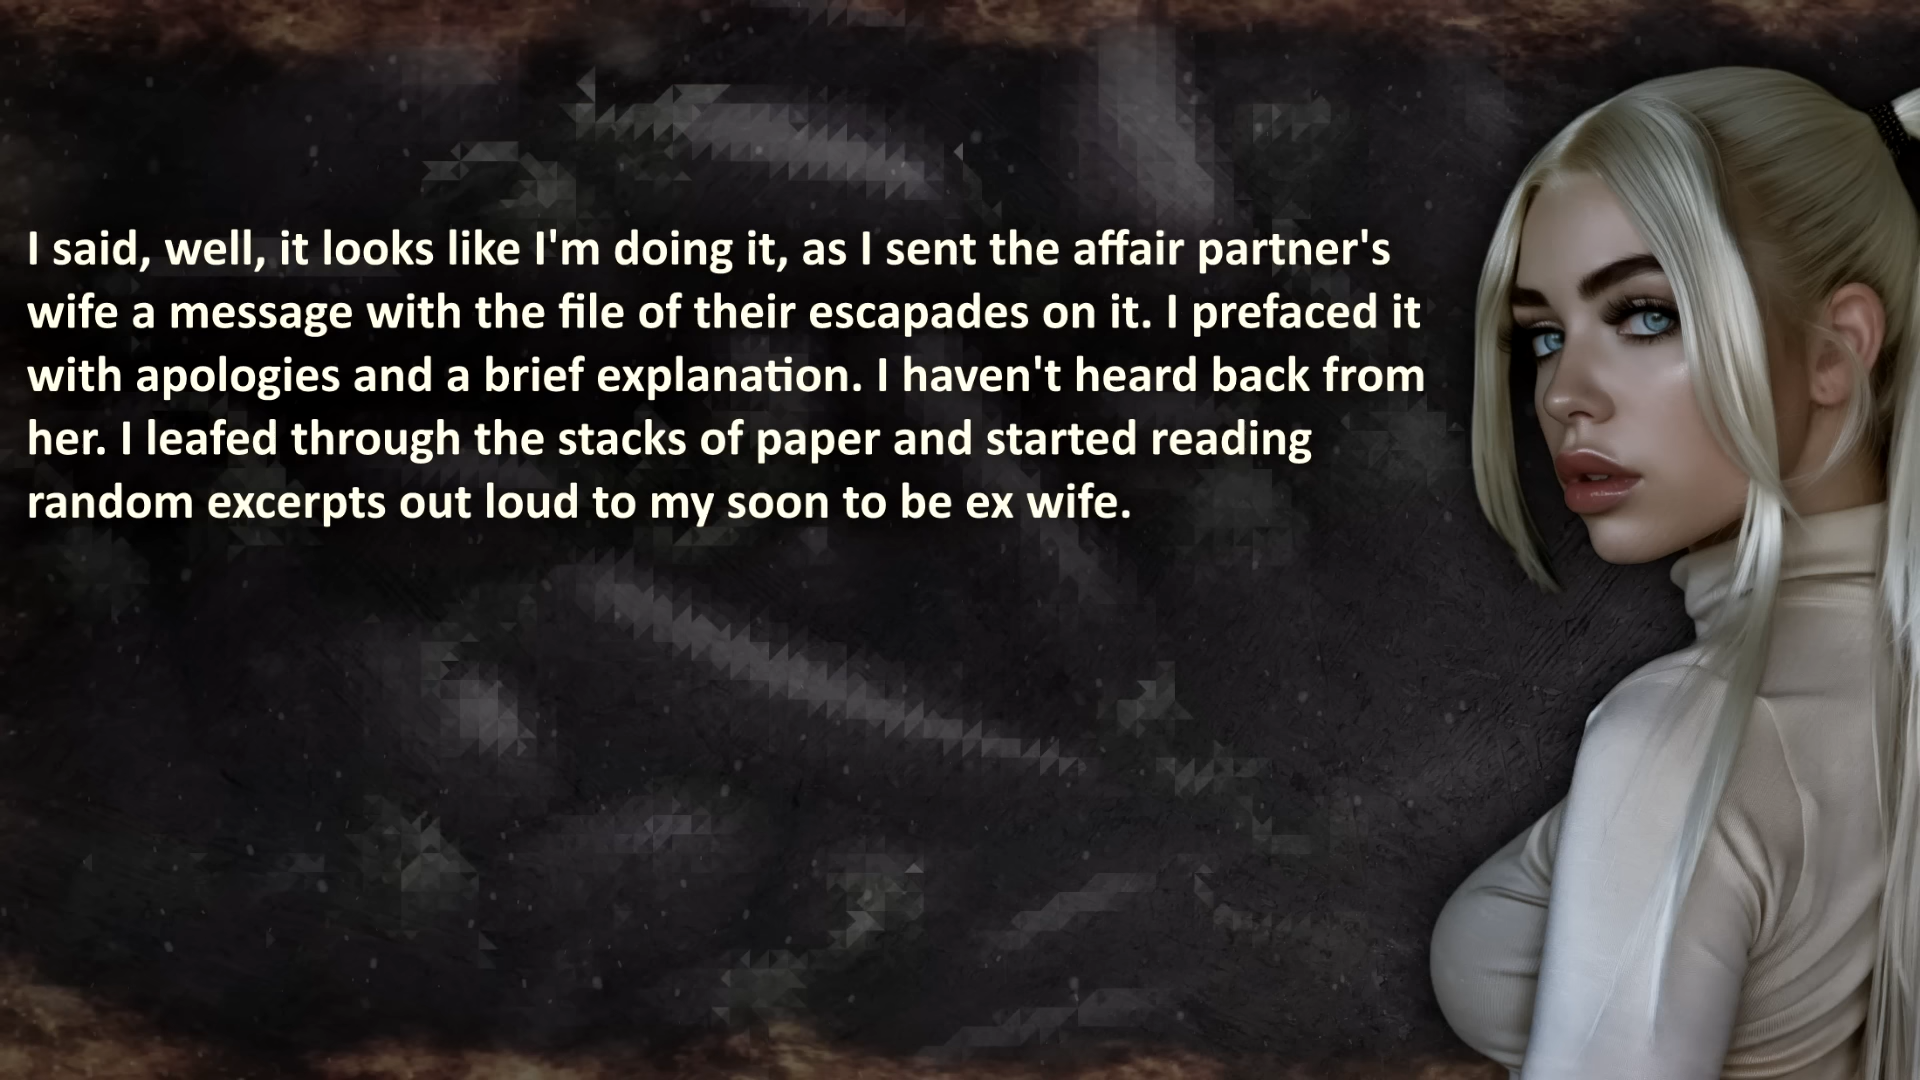 I said, well, it looks like I'm doing it, as I sent the affair partner's
wife a message with the file of their escapades on it. I prefaced it
with apologies and a brief explanation. I haven't heard back from
her. I leafed through the stacks of paper and started reading
random excerpts out loud to my soon to be ex wife.